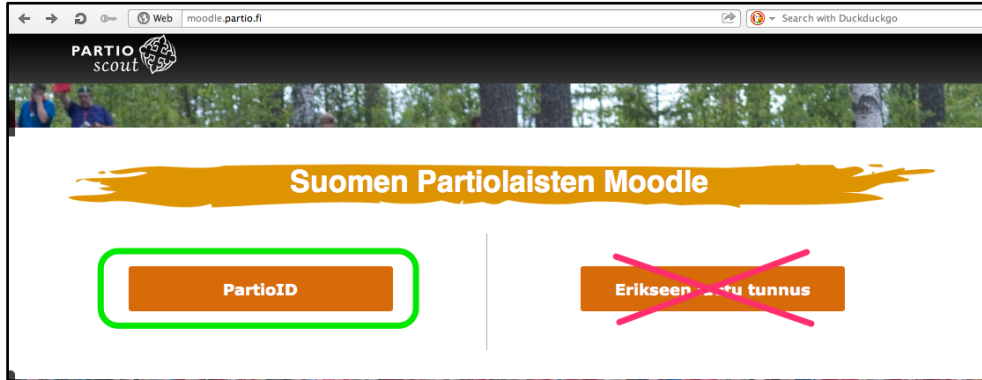 Web moodle.partio.fi Search with Duckduckgo
PARTIO
scout
Suomen Partiolaisten Moodle
PartioID
Erikseen tunnus